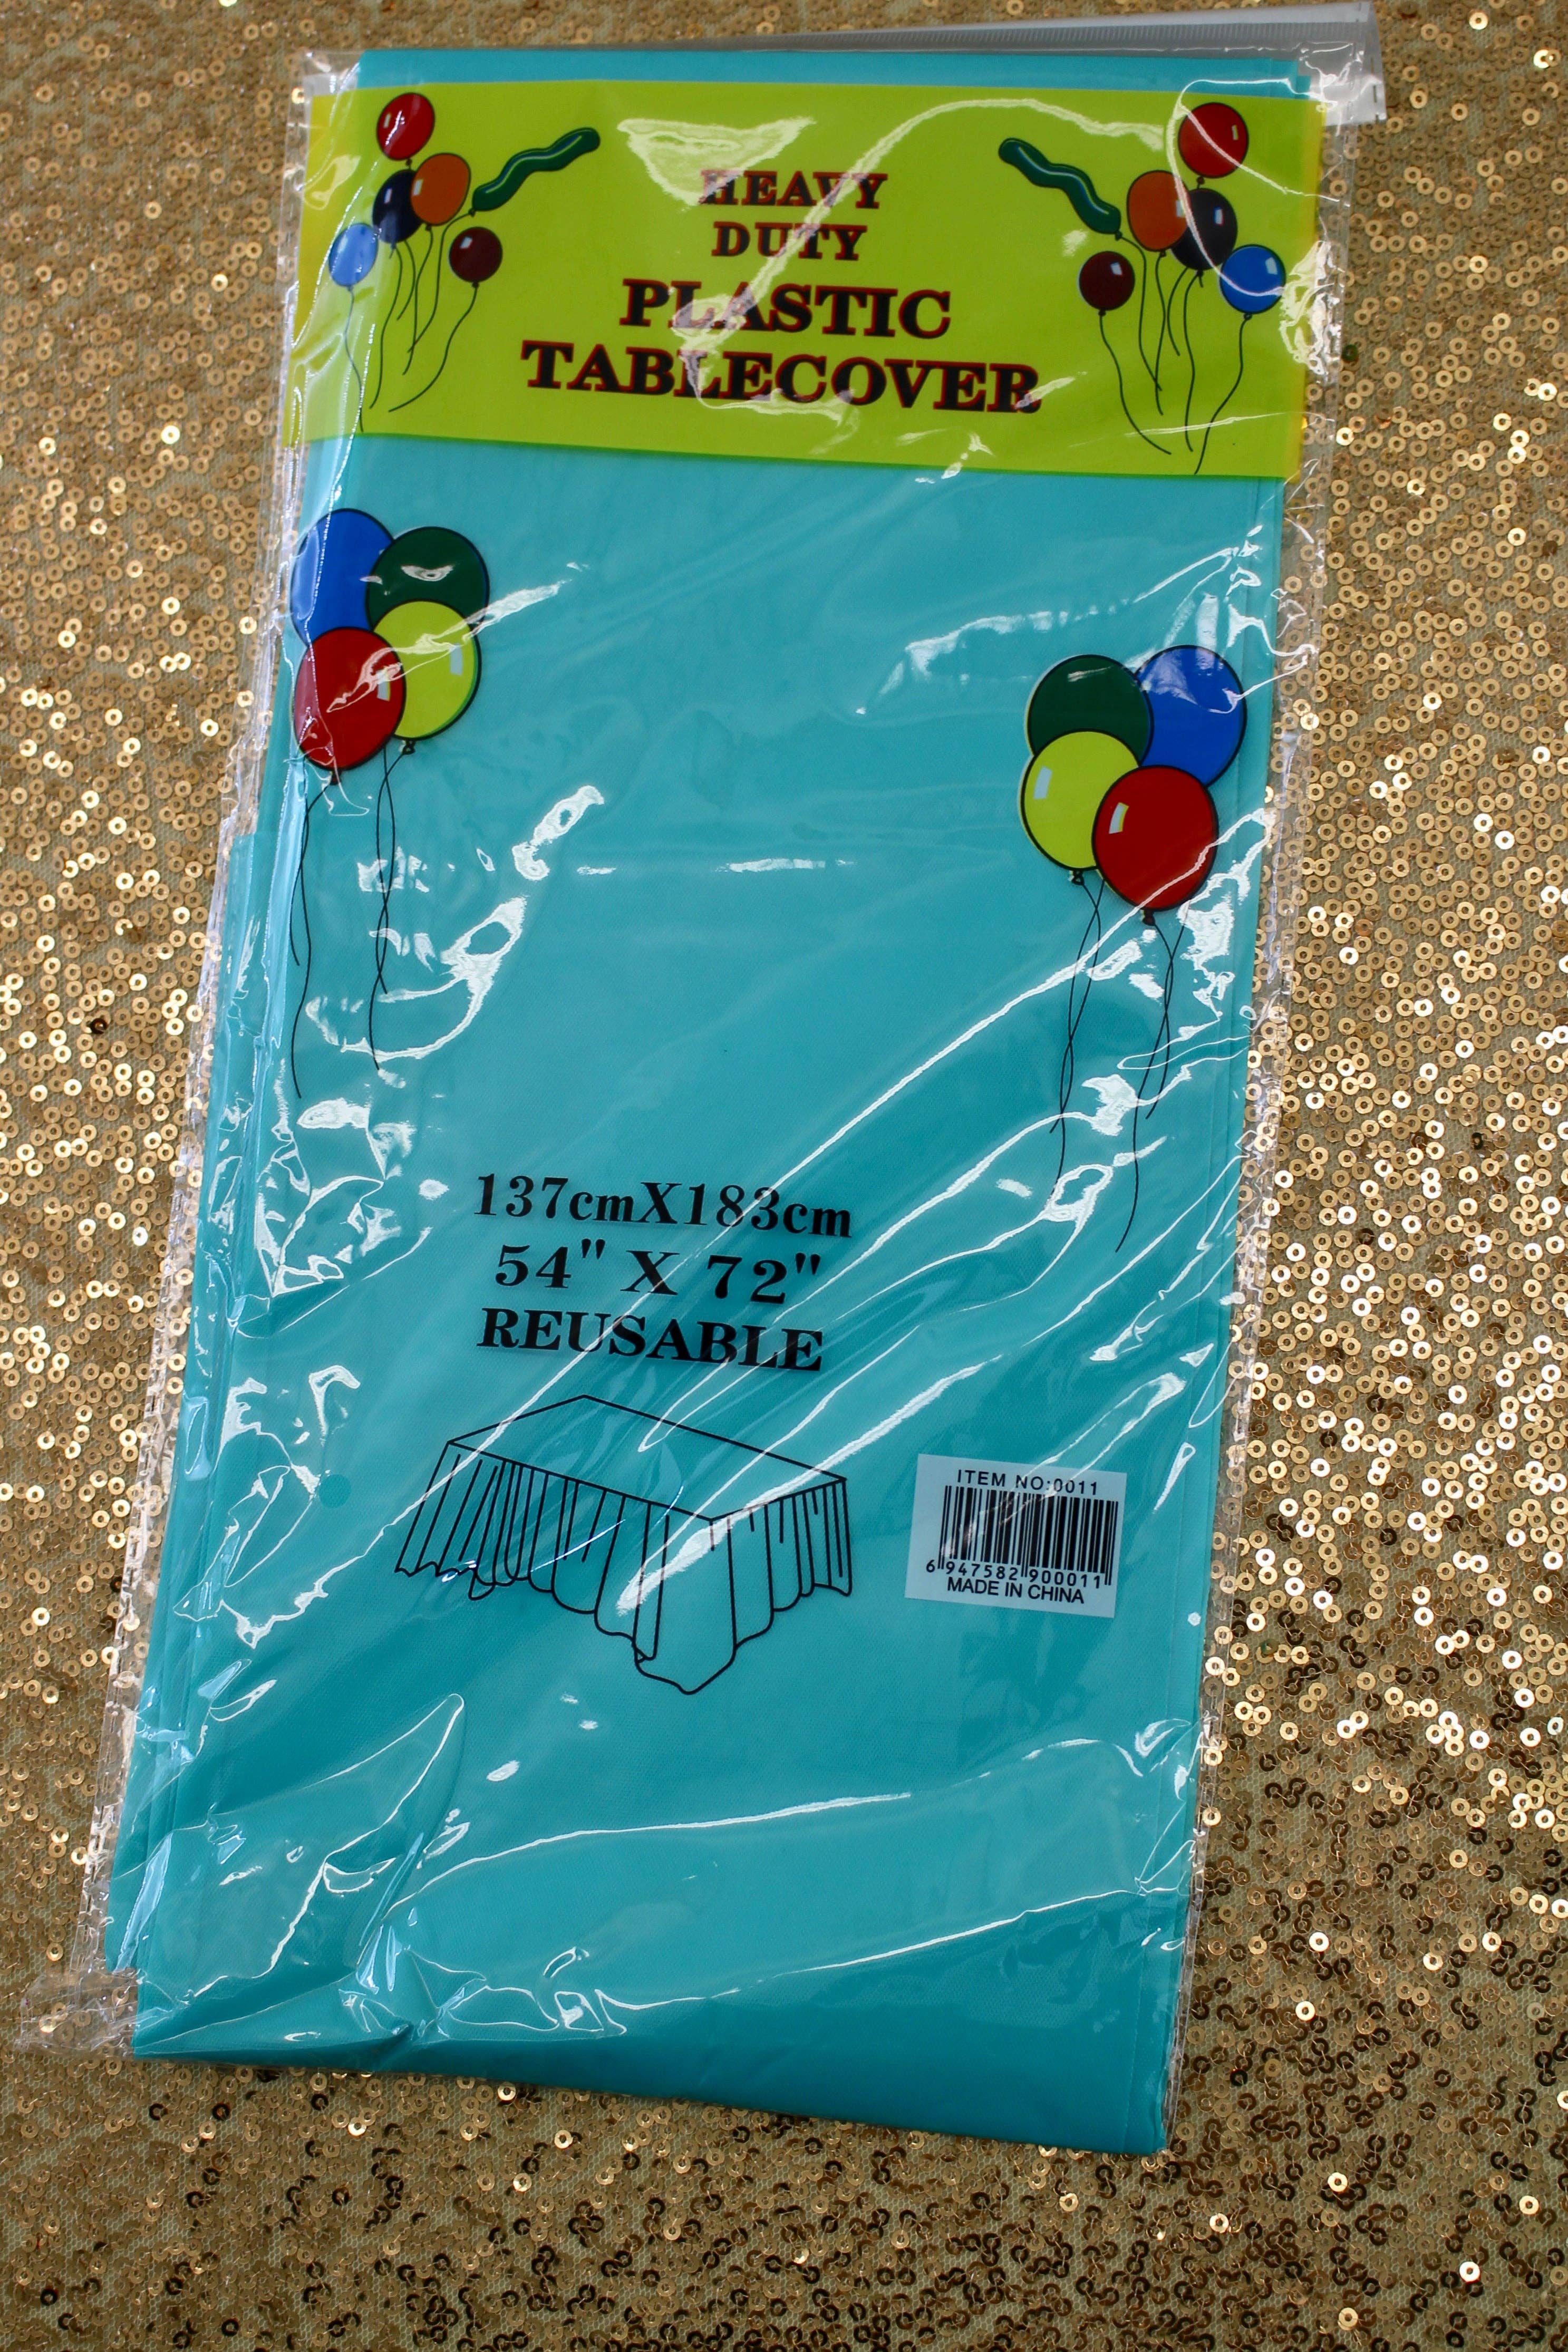 HEAVY
DUTY
PLASTIC
TABLECOVER
137cmX183cm
54" X 72"
REUSABLE
ITEM NO:0011
6 947582 900011
MADE IN CHINA